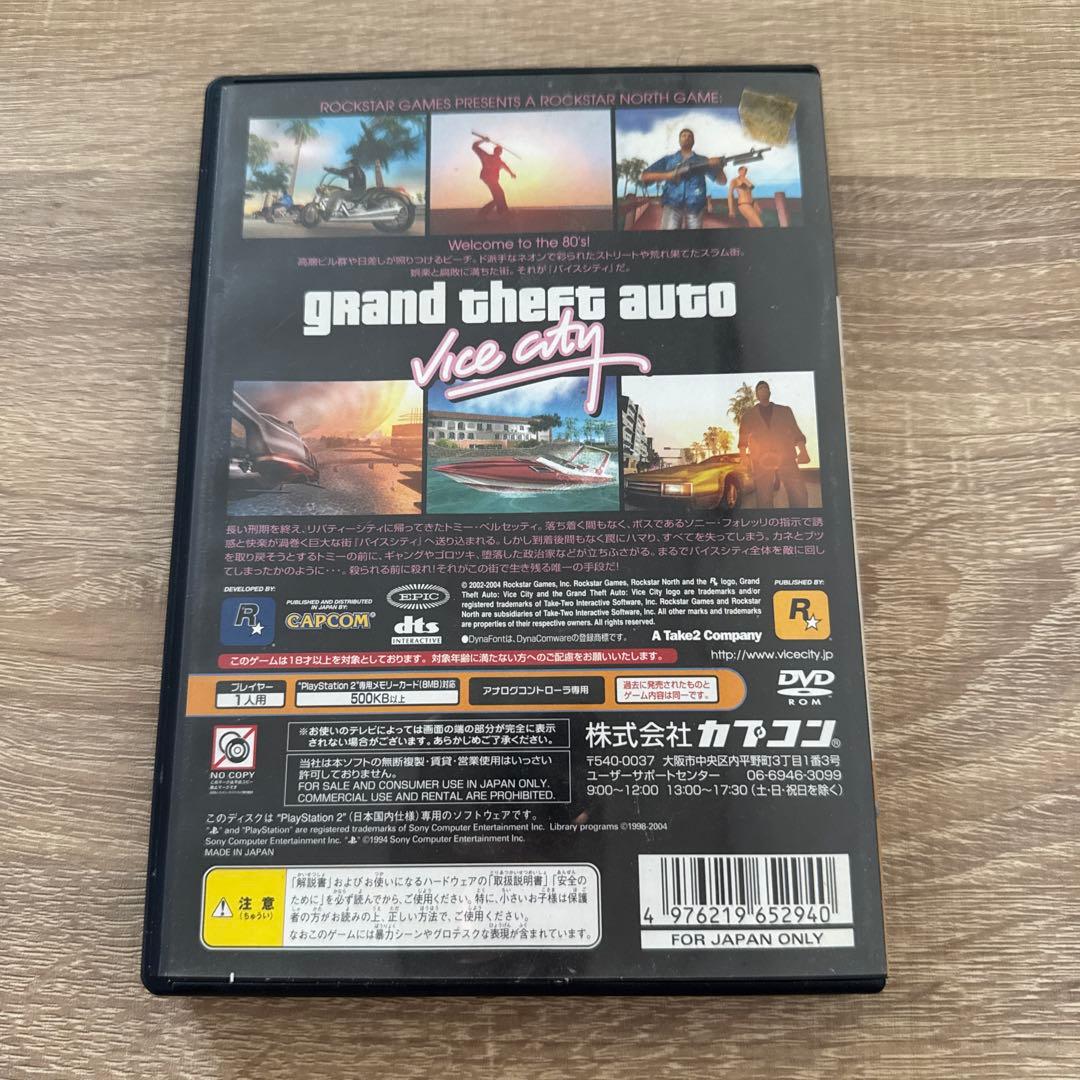 ROCKSTAR GAMES PRESENTS A ROCKSTAR NORTH GAME:
Welcome to the 80's!
高層ビル群や日差しが照りつけるビーチ。ド派手なネオンで彩られたストリートや荒れ果てたスラム街。
娯楽と腐敗に満ちた街。それが「バイスシティ」だ。
grand theft auto
Vice City
長い刑期を終え、リバティーシティに帰ってきたトミー・ベルセッティ。落ち着く間もなく、ボスであるソニー・フォレッリの指示で誘
惑と快楽が渦巻く巨大な街『バイスシティ』へ送り込まれる。しかし到着後間もなく罠にハマり、すべてを失ってしまう。カネとブツ
を取り戻そうとするトミーの前に、ギャングやゴロツキ、堕落した政治家などが立ちふさがる。まるでバイスシティ全体を敵に回し
てしまったかのように･･･。殺られる前に殺れ！それがこの街で生き残る唯一の手段だ！
DEVELOPED BY:
R
PUBLISHED AND DISTRIBUTED
IN JAPAN BY:
CAPCOM
EPIC
dts
INTERACTIVE
© 2002-2004 Rockstar Games, Inc. Rockstar Games, Rockstar North and the R logo, Grand
Theft Auto: Vice City and the Grand Theft Auto: Vice City logo are trademarks and/or
registered trademarks of Take-Two Interactive Software, Inc. Rockstar Games and Rockstar
North are subsidiaries of Take-Two Interactive Software, Inc. All other marks and trademarks
are properties of their respective owners. All rights reserved.
●DynaFontは、DynaComwareの登録商標です。
A Take2 Company
PUBLISHED BY:
R
http://www.vicecity.jp
このゲームは18才以上を対象としております。対象年齢に満たない方へのご配慮をお願いいたします。
プレイヤー
1人用
"PlayStation 2"専用メモリーカード(8MB)対応
500KB以上
アナログコントローラ専用
過去に発売されたものと
ゲーム内容は同一です。
DVD
ROM
NO COPY
※お使いのテレビによっては画面の端の部分が完全に表示
されない場合がございます。あらかじめご了承ください。
当社は本ソフトの無断複製・賃貸・営業使用はいっさい
許可しておりません。
FOR SALE AND CONSUMER USE IN JAPAN ONLY.
COMMERCIAL USE AND RENTAL ARE PROHIBITED.
株式会社 カプコン®
〒540-0037 大阪市中央区内平野町3丁目1番3号
ユーザーサポートセンター 06-6946-3099
9:00〜12:00 13:00〜17:30 (土・日・祝日を除く)
このディスクは "PlayStation 2" (日本国内仕様) 専用のソフトウェアです。
" " and "PlayStation" are registered trademarks of Sony Computer Entertainment Inc. Library programs ©1998-2004
Sony Computer Entertainment Inc. " " ©1994 Sony Computer Entertainment Inc.
MADE IN JAPAN
注意
(ちゅうい)
「解説書」およびお使いになるハードウェアの「取扱説明書」「安全の
ために」を必ず読んでから、ご使用ください。特に、小さいお子様は保護
者の方がお読みの上、正しい方法で、ご使用ください。
なおこのゲームには暴力シーンやグロテスクな表現が含まれています。
4 976219 652940
FOR JAPAN ONLY